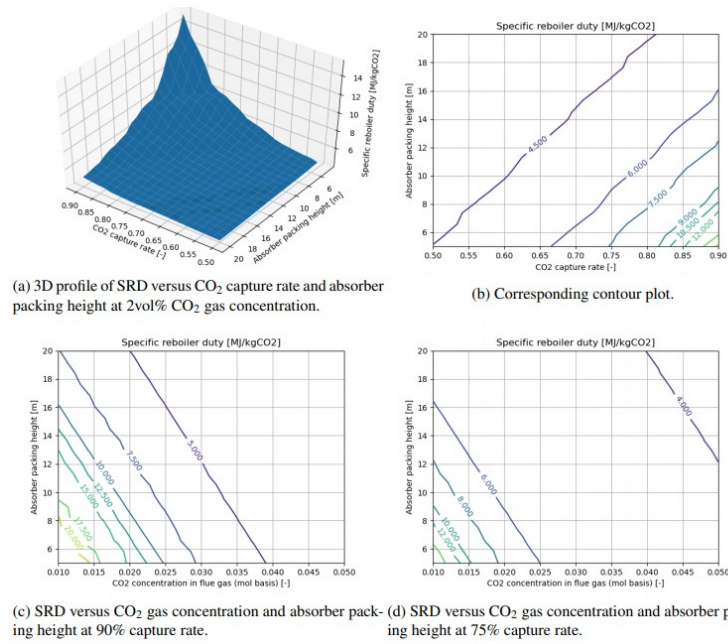 14
12
10
8
6
Specific reboiler duty [MJ/kgCO2]
0.90
0.85
0.80
0.75
0.70
0.65
0.60
0.55
0.50
CO2 capture rate [-]
20
18
16
14
12
10
8
6
Absorber packing height [m]
(a) 3D profile of SRD versus CO₂ capture rate and absorber
packing height at 2vol% CO₂ gas concentration.
Specific reboiler duty [MJ/kgCO2]
Absorber packing height [m]
20
18
16
14
12
10
8
6
4.500
6.000
7.500
9.000
10.500
12.000
0.50 0.55 0.60 0.65 0.70 0.75 0.80 0.85 0.90
CO2 capture rate [-]
(b) Corresponding contour plot.
Specific reboiler duty [MJ/kgCO2]
Absorber packing height [m]
20
18
16
14
12
10
8
6
5.000
7.500
10.000
12.500
15.000
17.500
20.000
0.010 0.015 0.020 0.025 0.030 0.035 0.040 0.045 0.050
CO2 concentration in flue gas (mol basis) [-]
(c) SRD versus CO₂ gas concentration and absorber pack-
ing height at 90% capture rate.
Specific reboiler duty [MJ/kgCO2]
Absorber packing height [m]
20
18
16
14
12
10
8
6
4.000
6.000
8.000
10.000
12.000
0.010 0.015 0.020 0.025 0.030 0.035 0.040 0.045 0.050
CO2 concentration in flue gas (mol basis) [-]
(d) SRD versus CO₂ gas concentration and absorber p
ing height at 75% capture rate.